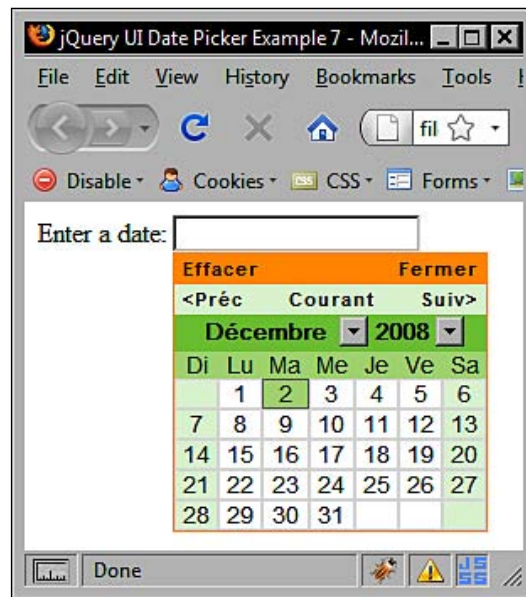 jQuery UI Date Picker Example 7 - Mozil...
File Edit View History Bookmarks Tools
fil
Disable Cookies CSS Forms
Enter a date:
Effacer Fermer
<Préc Courant Suiv>
Décembre 2008
Di Lu Ma Me Je Ve Sa
1 2 3 4 5 6
7 8 9 10 11 12 13
14 15 16 17 18 19 20
21 22 23 24 25 26 27
28 29 30 31
Done